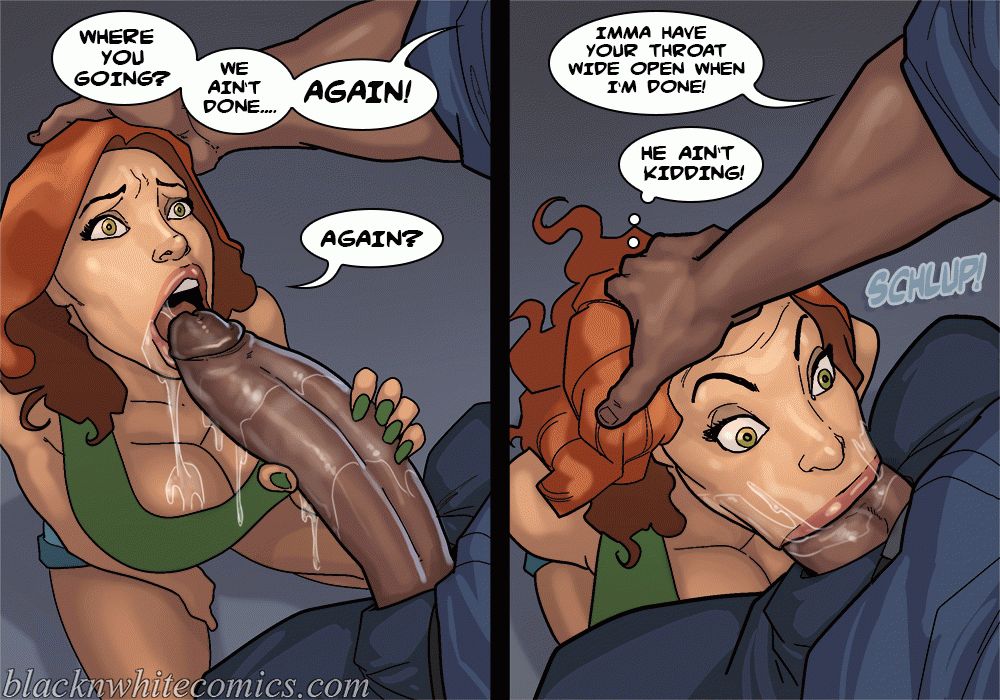 WHERE
YOU
GOING?
WE
AIN'T
DONE....
AGAIN!
AGAIN?
IMMA HAVE
YOUR THROAT
WIDE OPEN WHEN
I'M DONE!
HE AIN'T
KIDDING!
SCHLUP!
blacknwhitecomics.com